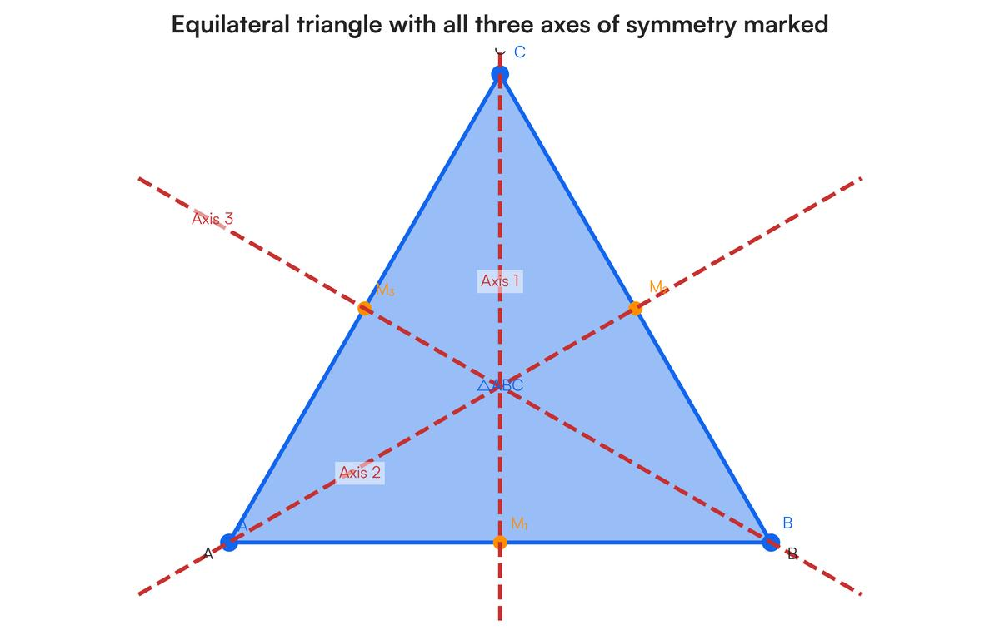 Equilateral triangle with all three axes of symmetry marked
C
Axis 3
Axis 1
M₃
M₂
△ABC
Axis 2
A
M₁
B
A
B